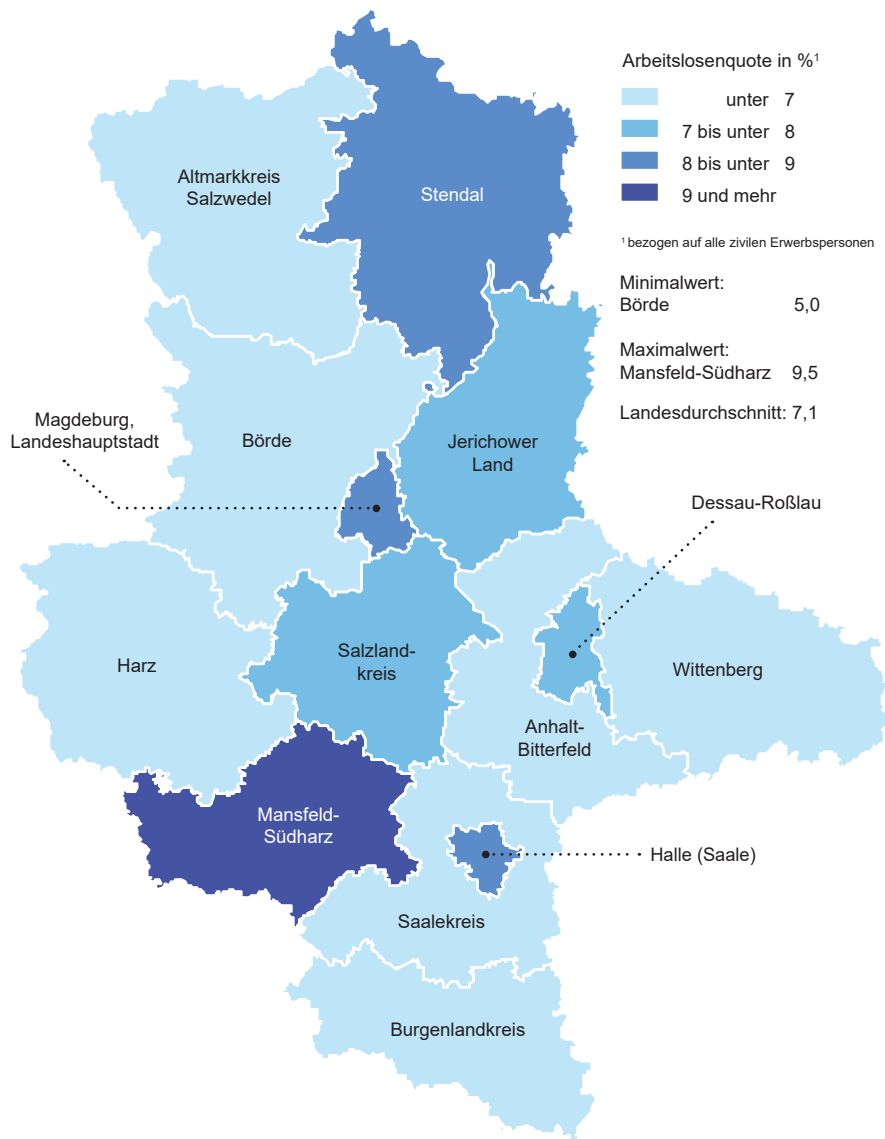 Arbeitslosenquote in %¹
unter 7
7 bis unter 8
8 bis unter 9
9 und mehr
¹ bezogen auf alle zivilen Erwerbspersonen
Minimalwert:
Börde 5,0
Maximalwert:
Mansfeld-Südharz 9,5
Landesdurchschnitt: 7,1
Altmarkkreis
Salzwedel
Stendal
Magdeburg,
Landeshauptstadt
Börde
Jerichower
Land
Dessau-Roßlau
Harz
Salzland-
kreis
Wittenberg
Anhalt-
Bitterfeld
Mansfeld-
Südharz
Halle (Saale)
Saalekreis
Burgenlandkreis